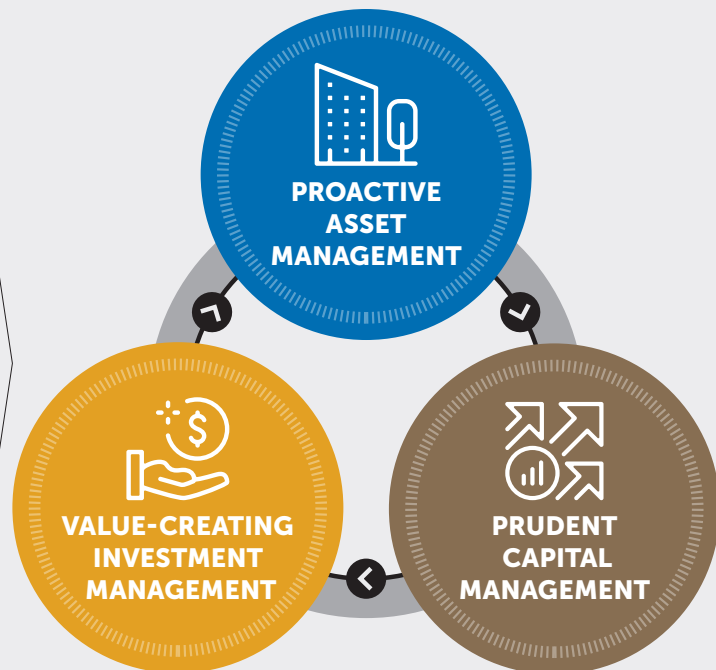 PROACTIVE
ASSET
MANAGEMENT
VALUE-CREATING
INVESTMENT
MANAGEMENT
PRUDENT
CAPITAL
MANAGEMENT